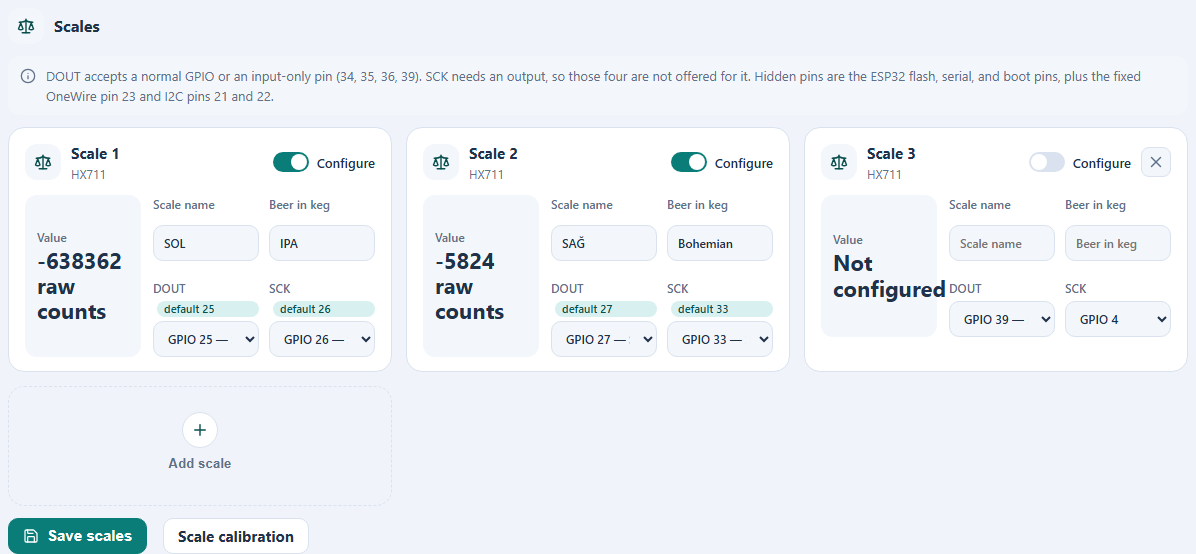 Scales
DOUT accepts a normal GPIO or an input-only pin (34, 35, 36, 39). SCK needs an output, so those four are not offered for it. Hidden pins are the ESP32 flash, serial, and boot pins, plus the fixed
OneWire pin 23 and I2C pins 21 and 22.
Scale 1
HX711
Configure
Value
-638362
raw
counts
Scale name
Beer in keg
SOL
IPA
DOUT
SCK
default 25
default 26
GPIO 25 —
GPIO 26 —
Scale 2
HX711
Configure
Value
-5824
raw
counts
Scale name
Beer in keg
SAĞ
Bohemian
DOUT
SCK
default 27
default 33
GPIO 27 —
GPIO 33 —
Scale 3
HX711
Configure
Value
Not
configured
Scale name
Beer in keg
Scale name
Beer in keg
DOUT
SCK
GPIO 39 —
GPIO 4
Add scale
Save scales
Scale calibration